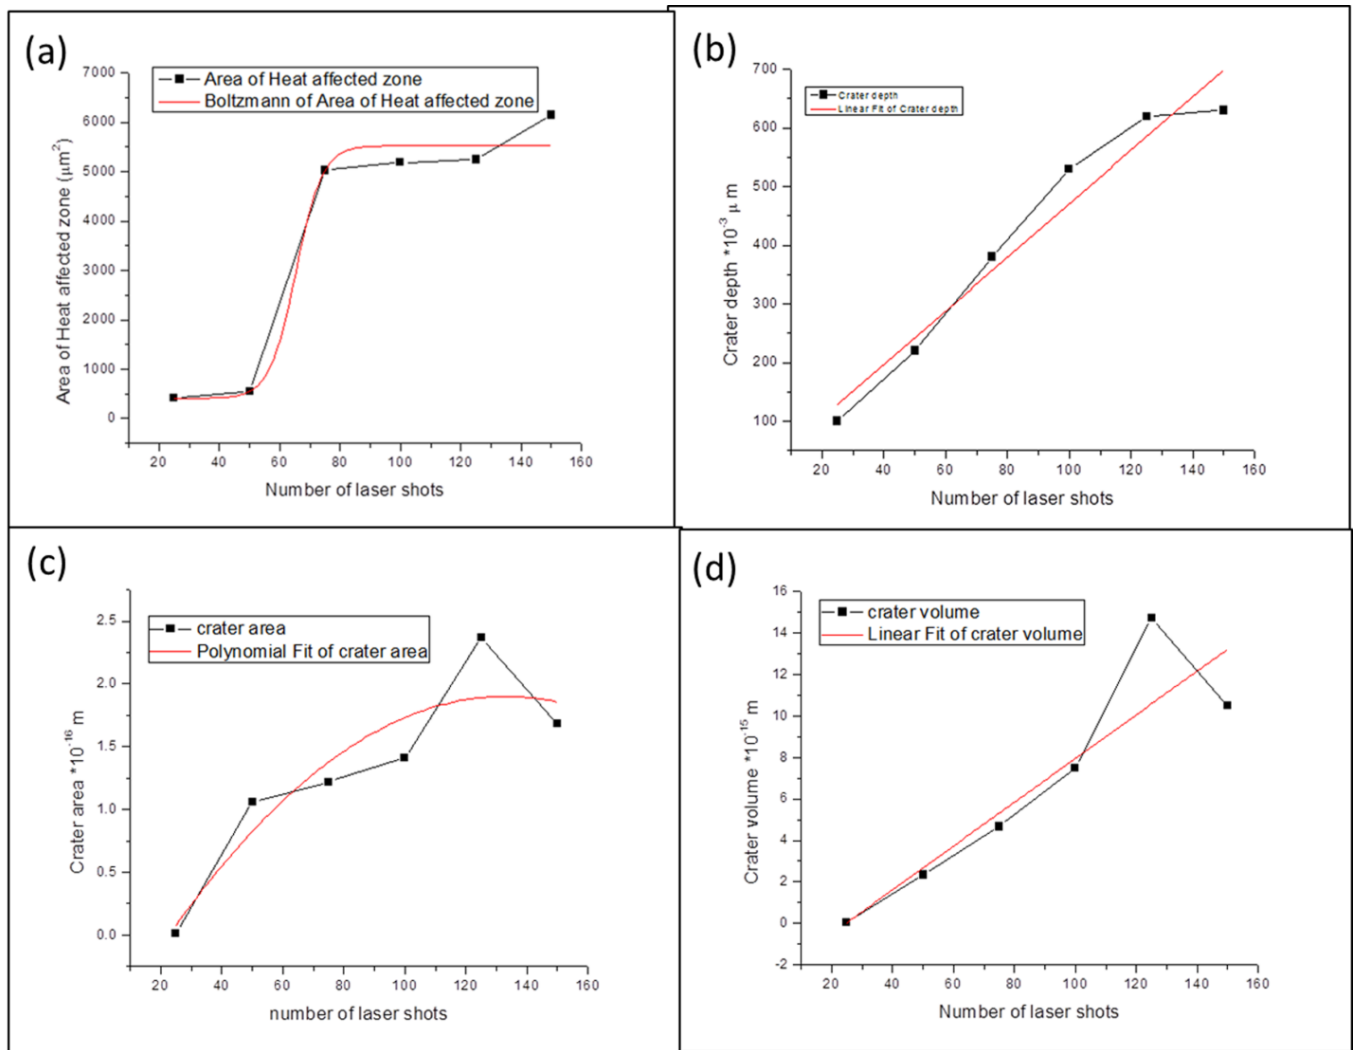 (a)
Area of Heat affected zone
Boltzmann of Area of Heat affected zone
7000
6000
5000
4000
3000
2000
1000
0
Area of Heat affected zone (μm²)
20 40 60 80 100 120 140 160
Number of laser shots
(b)
Crater depth
Linear Fit of Crater depth
700
600
500
400
300
200
100
Crater depth *10⁻³ μ m
20 40 60 80 100 120 140 160
Number of laser shots
(c)
crater area
Polynomial Fit of crater area
2.5
2.0
1.5
1.0
0.5
0.0
Crater area *10⁻¹⁶ m
20 40 60 80 100 120 140 160
number of laser shots
(d)
crater volume
Linear Fit of crater volume
16
14
12
10
8
6
4
2
0
-2
Crater volume *10⁻¹⁵ m
20 40 60 80 100 120 140 160
Number of laser shots